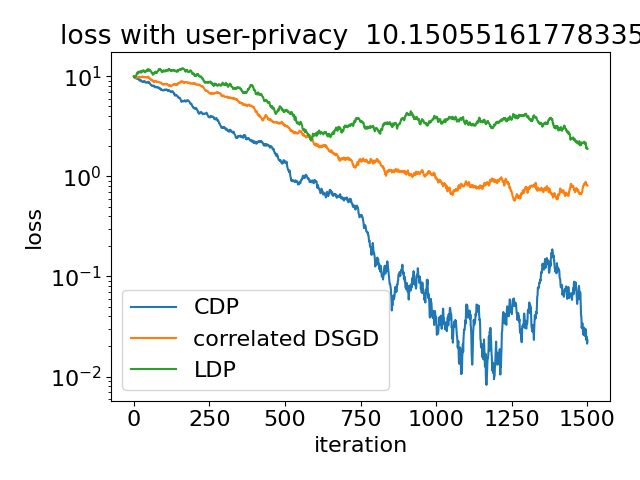 loss with user-privacy 10.15055161778335
10¹
10⁰
10⁻¹
10⁻²
loss
CDP
correlated DSGD
LDP
0 250 500 750 1000 1250 1500
iteration